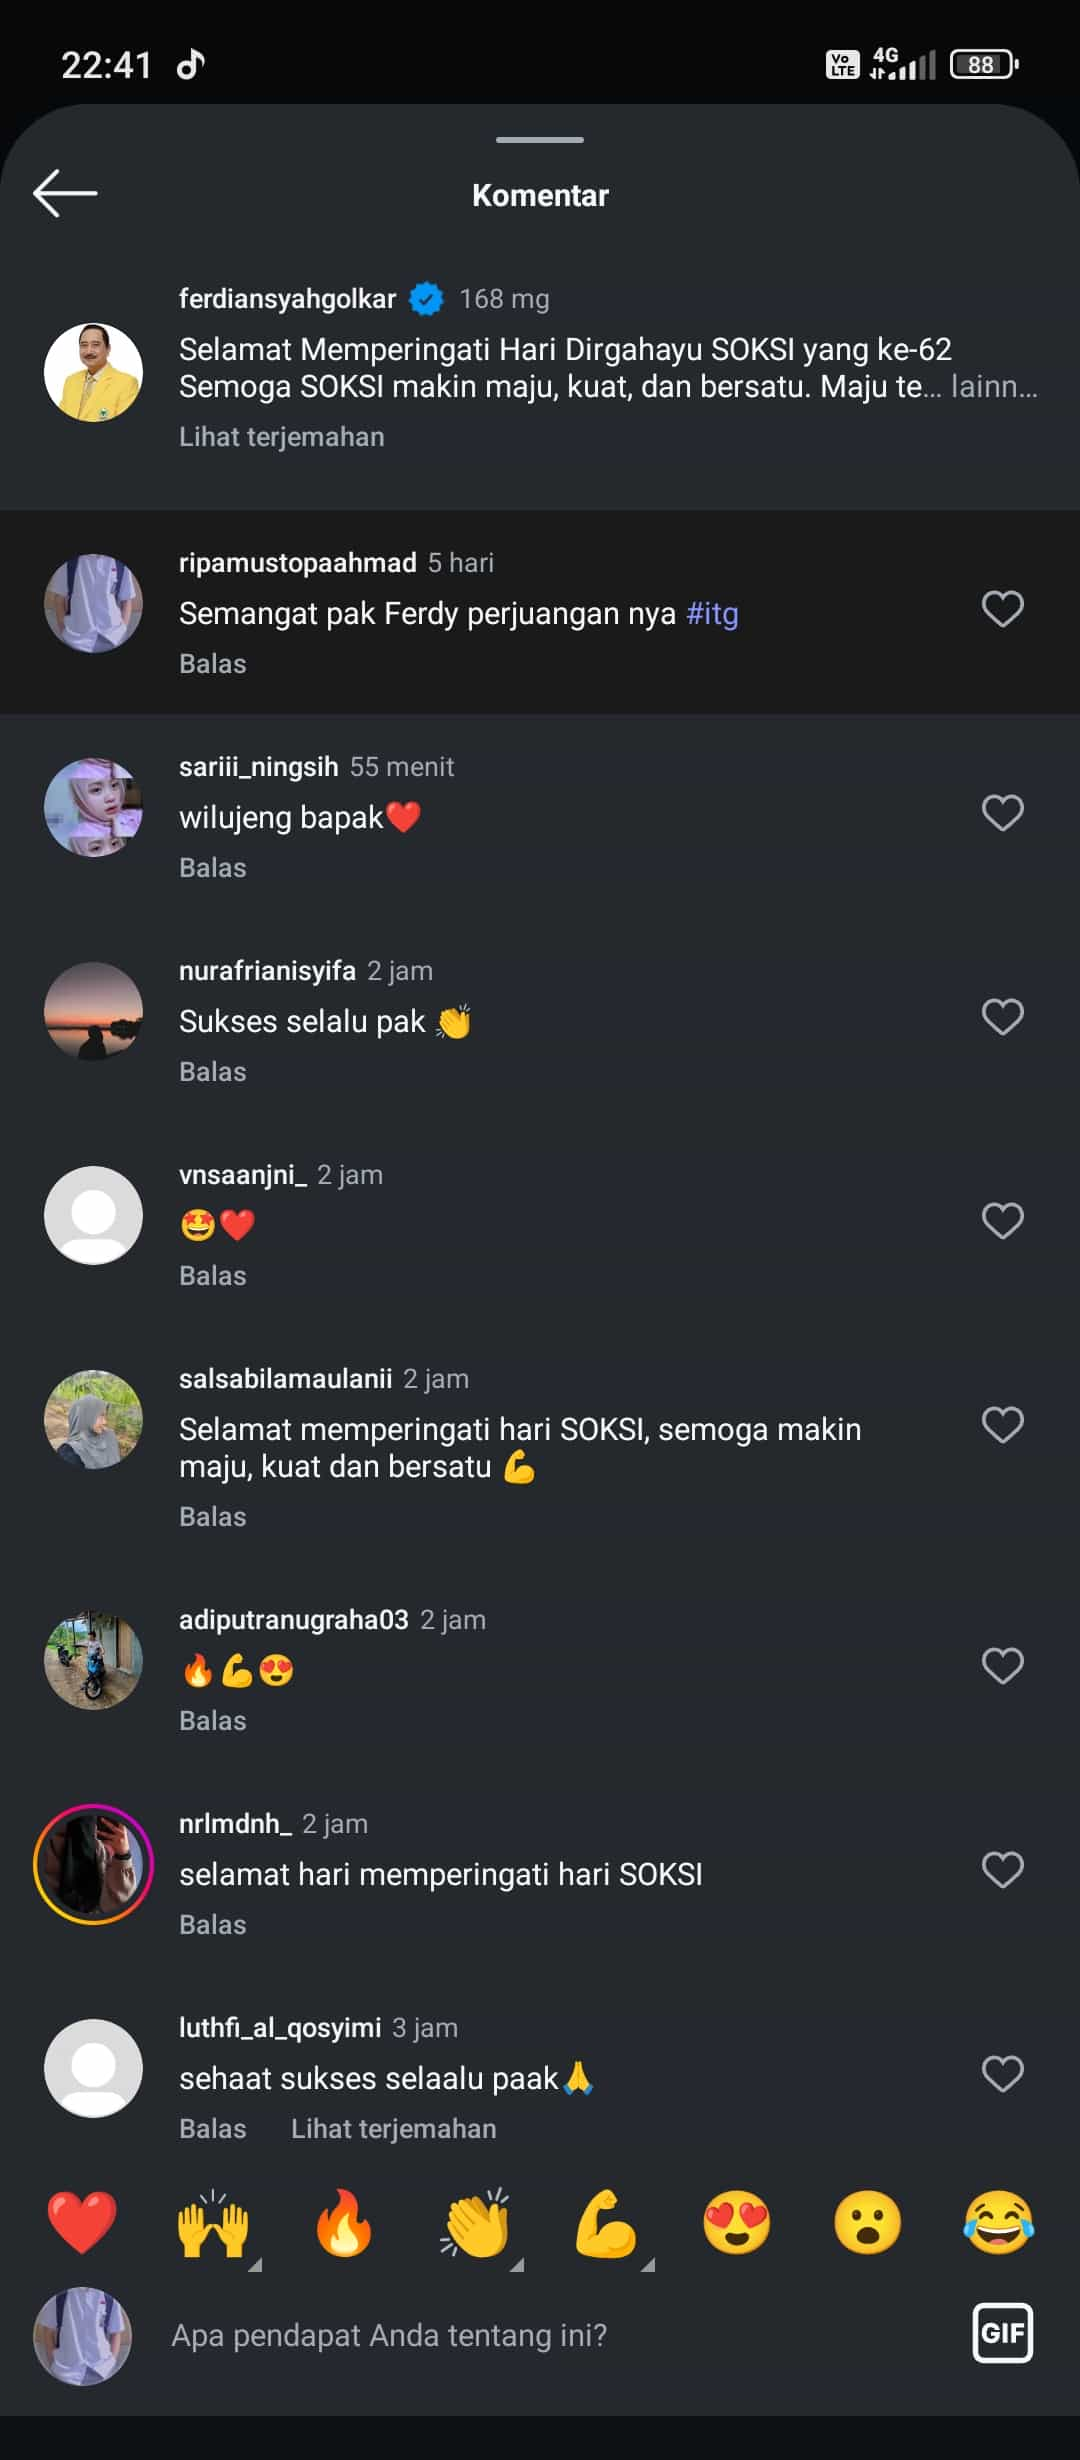 22:41
Vo LTE 4G 88
Komentar
ferdiansyahgolkar 168 mg
Selamat Memperingati Hari Dirgahayu SOKSI yang ke-62
Semoga SOKSI makin maju, kuat, dan bersatu. Maju te... lainn...
Lihat terjemahan
ripamustopaahmad 5 hari
Semangat pak Ferdy perjuangan nya #itg
Balas
sariii_ningsih 55 menit
wilujeng bapak❤️
Balas
nurafrianisyifa 2 jam
Sukses selalu pak 👏
Balas
vnsaanjni_ 2 jam
🤩❤️
Balas
salsabilamaulanii 2 jam
Selamat memperingati hari SOKSI, semoga makin
maju, kuat dan bersatu 💪
Balas
adiputranugraha03 2 jam
🔥💪😍
Balas
nrlmdnh_ 2 jam
selamat hari memperingati hari SOKSI
Balas
luthfi_al_qosyimi 3 jam
sehaat sukses selaalu paak🙏
Balas Lihat terjemahan
❤️ 🙌 🔥 👏 💪 😍 😮 😂
Apa pendapat Anda tentang ini? GIF